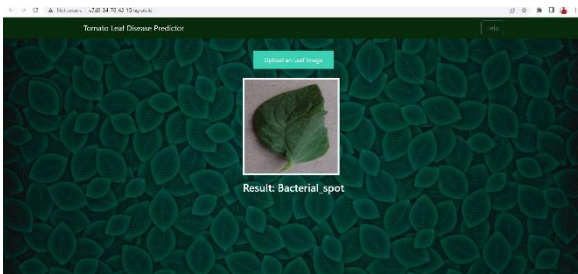 Tomato Leaf Disease Predictor
Upload an Leaf Image
Result: Bacterial_spot